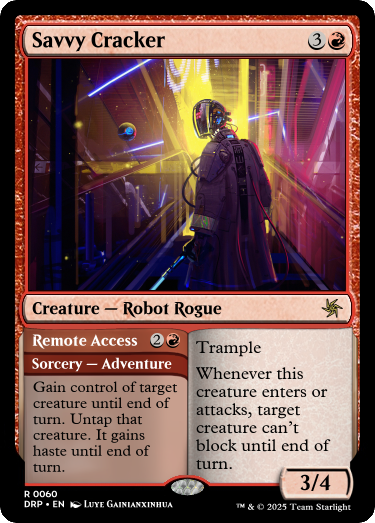 Savvy Cracker 3
Creature — Robot Rogue
Remote Access 2
Sorcery — Adventure
Gain control of target
creature until end of
turn. Untap that
creature. It gains
haste until end of
turn.
Trample
Whenever this
creature enters or
attacks, target
creature can't
block until end of
turn.
3/4
R 0060
DRP • EN Luye Gainianxinhua
™ & © 2025 Team Starlight